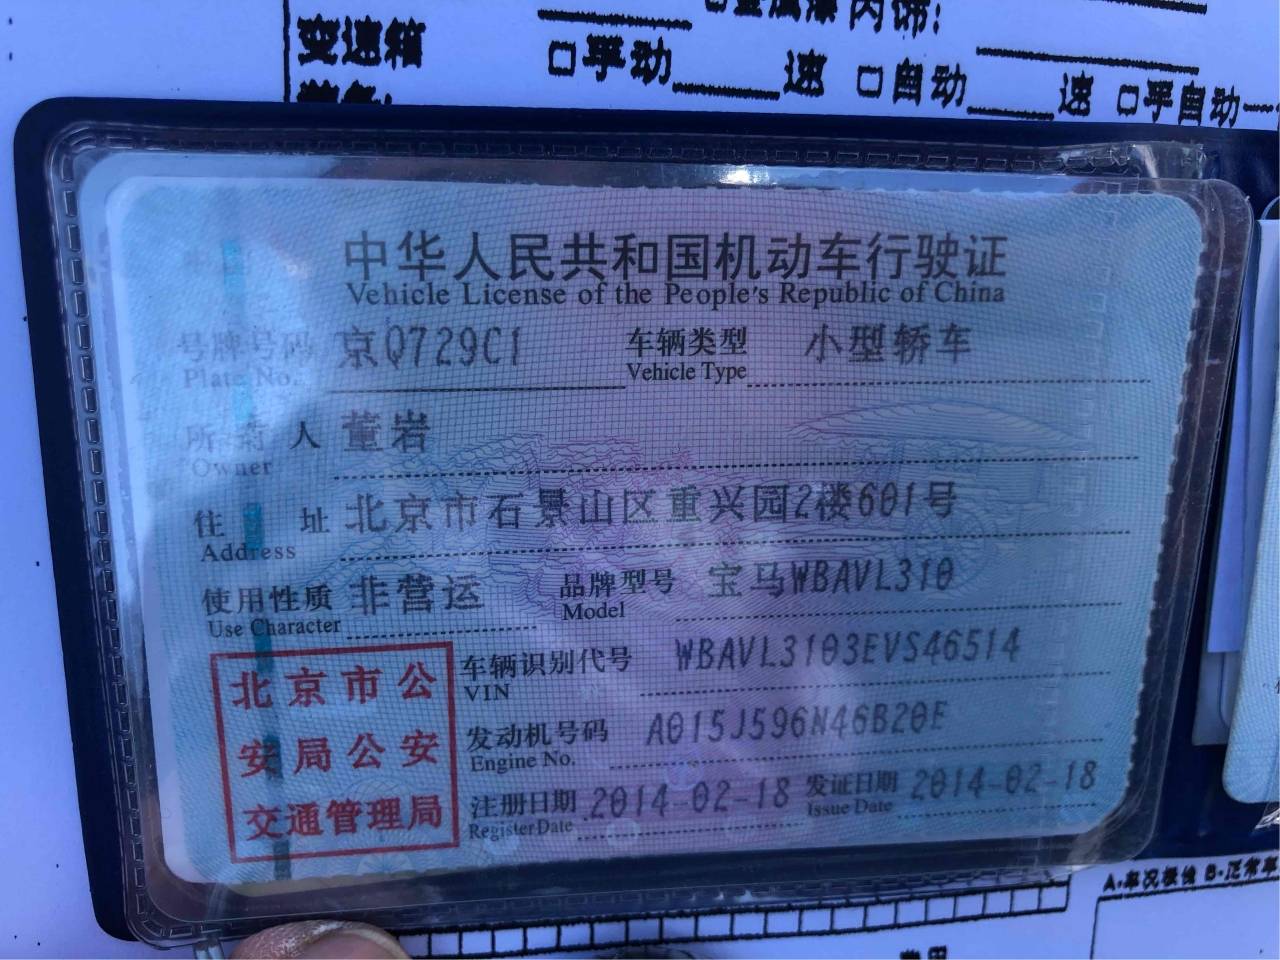 内饰:
变速箱 □手动 速 □自动 速 □手自动一
中华人民共和国机动车行驶证
Vehicle License of the People's Republic of China
号牌号码 京Q729C1 车辆类型 小型轿车
Plate No. Vehicle Type
所有人 董岩
Owner
住址 北京市石景山区重兴园2楼601号
Address
使用性质 非营运 品牌型号 宝马WBAVL310
Use Character Model
北京市公
安局公安
交通管理局
车辆识别代号 WBAVL3103EVS46514
VIN
发动机号码 A015J596N46B20E
Engine No.
注册日期 2014-02-18 发证日期 2014-02-18
Register Date Issue Date
A·车况极佳 B·正常车
费用